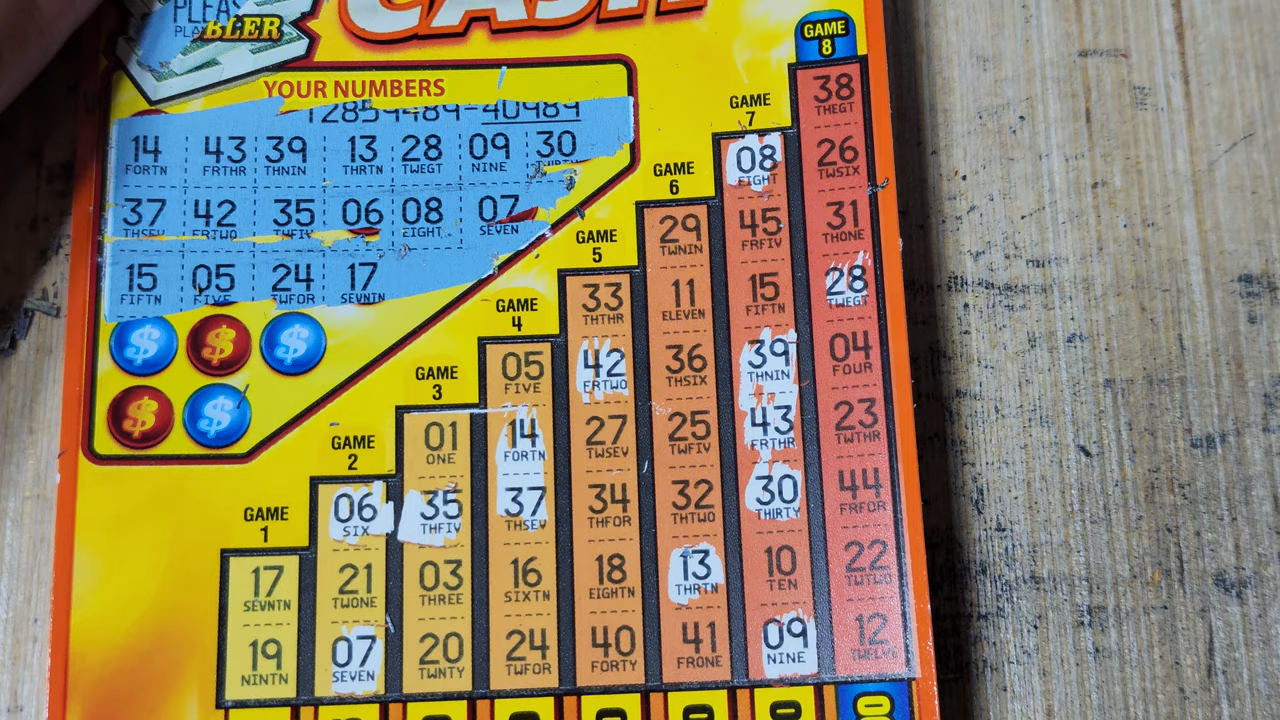 PLEAS
PLAY
BLER
CASH
YOUR NUMBERS
12859489-40989
14 43 39 13 28 09 30
FORTN FRTHR THNIN THRTN TWEGT NINE THIRTY
37 42 35 06 08 07
THSEV FRTWO THFIV EIGHT SEVEN
15 05 24 17
FIFTN FIVE TWFOR SEVNTN
$ $ $
$ $
GAME
1
17
SEVNTN
19
NINTN
GAME
2
06
SIX
21
TWONE
07
SEVEN
GAME
3
01
ONE
35
THFIV
03
THREE
20
TWNTY
GAME
4
05
FIVE
14
FORTN
37
THSEV
16
SIXTN
24
TWFOR
GAME
5
33
THTHR
42
FRTWO
27
TWSEV
34
THFOR
18
EIGHTN
40
FORTY
GAME
6
29
TWNIN
11
ELEVEN
36
THSIX
25
TWFIV
32
THTWO
13
THRTN
41
FRONE
GAME
7
08
EIGHT
45
FRFIV
15
FIFTN
39
THNIN
43
FRTHR
30
THIRTY
10
TEN
09
NINE
GAME
8
38
THEGT
26
TWSIX
31
THONE
28
TWEGT
04
FOUR
23
TWTHR
44
FRFOR
22
TWTWO
12
TWELV